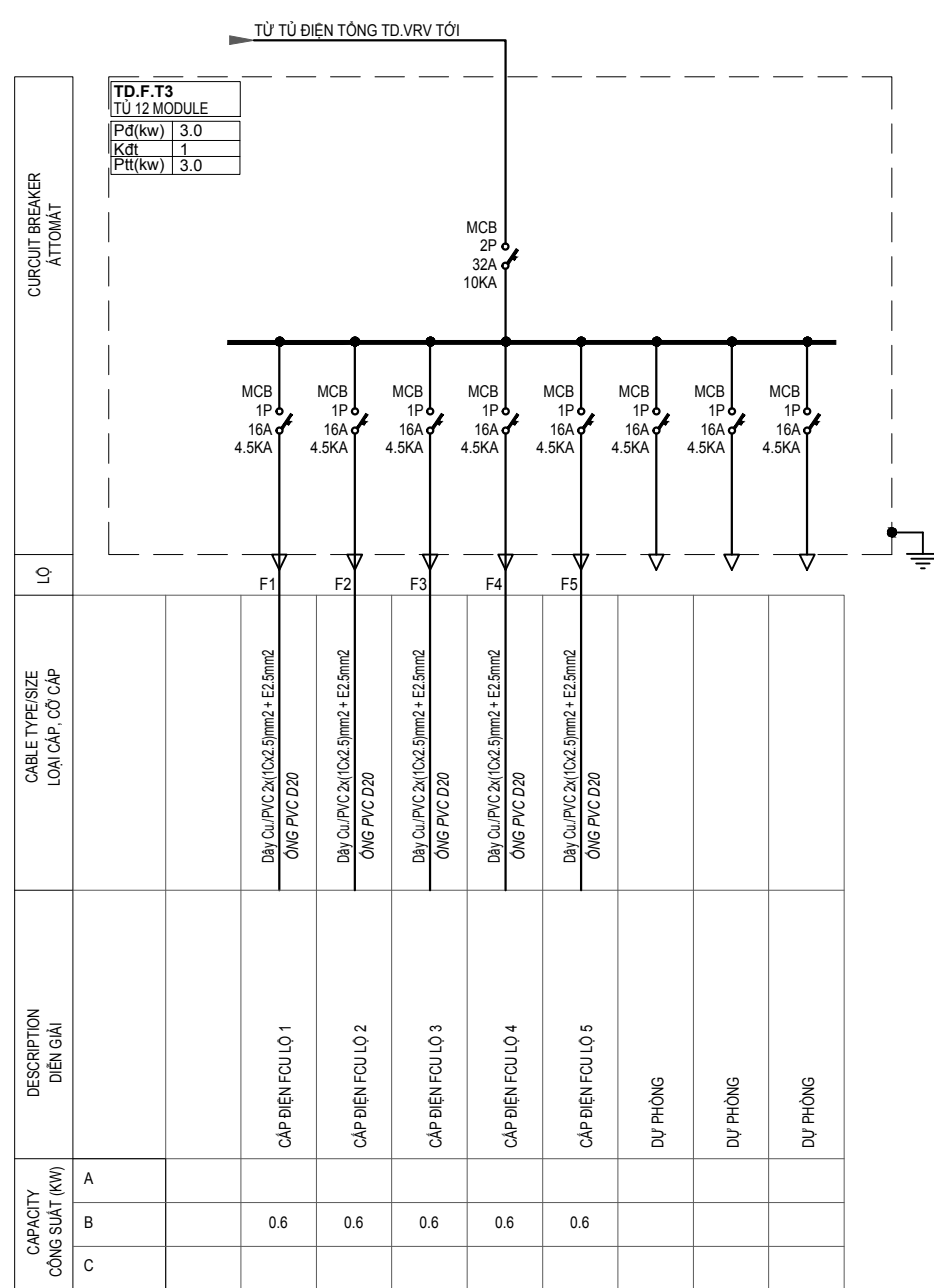 TỪ TỦ ĐIỆN TỔNG TD.VRV TỚI
TD.F.T3
TỦ 12 MODULE
Pđ(kw) 3.0
Kđt 1
Ptt(kw) 3.0
CURCUIT BREAKER
ÁTTOMÁT
MCB
2P
32A
10KA
MCB MCB MCB MCB MCB MCB MCB MCB
1P 1P 1P 1P 1P 1P 1P 1P
16A 16A 16A 16A 16A 16A 16A 16A
4.5KA 4.5KA 4.5KA 4.5KA 4.5KA 4.5KA 4.5KA 4.5KA
LỘ
F1 F2 F3 F4 F5
CABLE TYPE/SIZE
LOẠI CÁP, CỠ CÁP
Dây Cu./PVC 2x(1Cx2.5)mm2 + E2.5mm2
ỐNG PVC D20
Dây Cu./PVC 2x(1Cx2.5)mm2 + E2.5mm2
ỐNG PVC D20
Dây Cu./PVC 2x(1Cx2.5)mm2 + E2.5mm2
ỐNG PVC D20
Dây Cu./PVC 2x(1Cx2.5)mm2 + E2.5mm2
ỐNG PVC D20
Dây Cu./PVC 2x(1Cx2.5)mm2 + E2.5mm2
ỐNG PVC D20
DESCRIPTION
DIỄN GIẢI
CẤP ĐIỆN FCU LỘ 1
CẤP ĐIỆN FCU LỘ 2
CẤP ĐIỆN FCU LỘ 3
CẤP ĐIỆN FCU LỘ 4
CẤP ĐIỆN FCU LỘ 5
DỰ PHÒNG
DỰ PHÒNG
DỰ PHÒNG
CAPACITY
CÔNG SUẤT (KW)
A
B 0.6 0.6 0.6 0.6 0.6
C